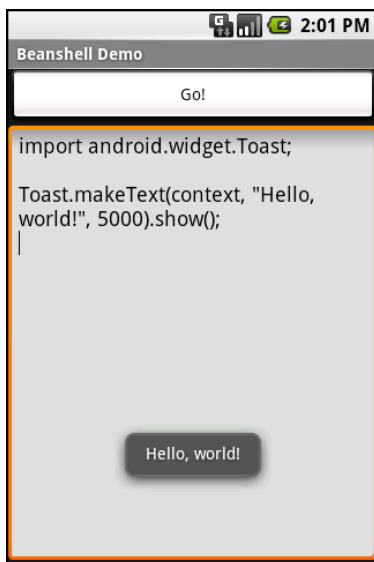 G
2:01 PM
Beanshell Demo
Go!
import android.widget.Toast;
Toast.makeText(context, "Hello,
world!", 5000).show();
Hello, world!